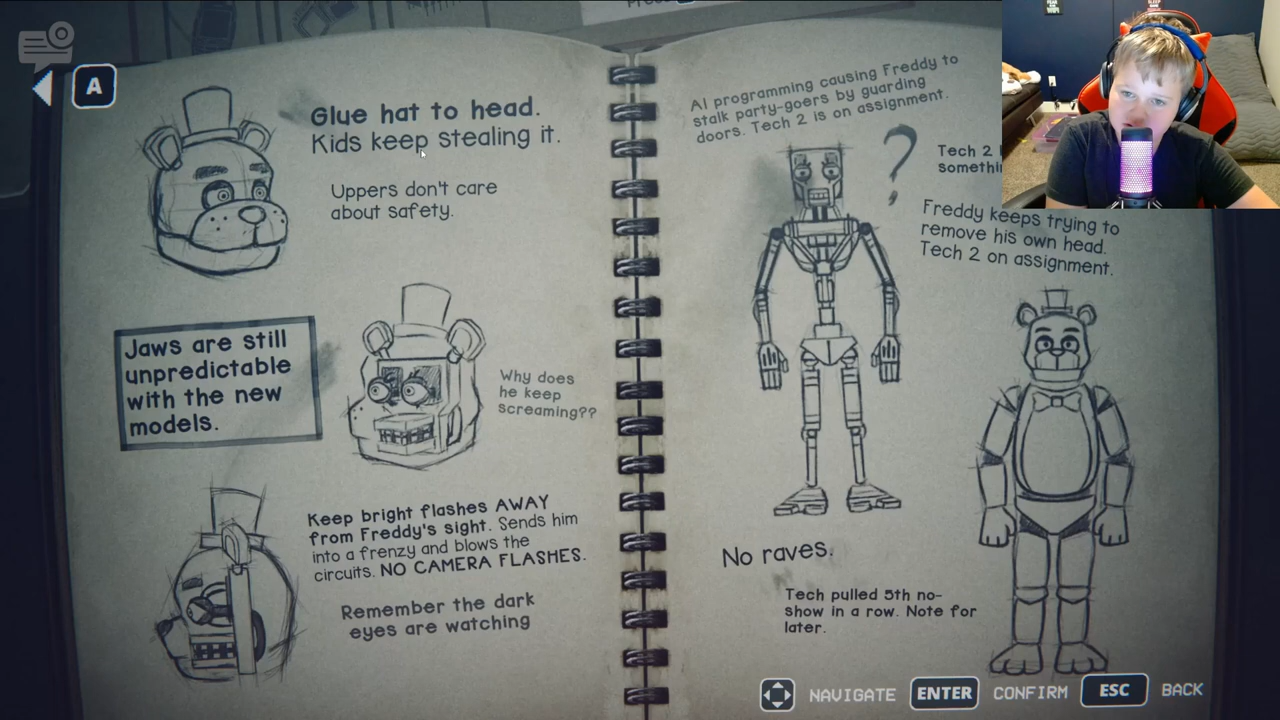 A
Glue hat to head.
Kids keep stealing it.
Uppers don't care
about safety.
Jaws are still
unpredictable
with the new
models.
Why does
he keep
screaming??
Keep bright flashes AWAY
from Freddy's sight. Sends him
into a frenzy and blows the
circuits. NO CAMERA FLASHES.
Remember the dark
eyes are watching
AI programming causing Freddy to
stalk party-goers by guarding
doors. Tech 2 is on assignment.
?
Tech 2
Freddy keeps trying to
remove his own head.
Tech 2 on assignment.
No raves.
Tech pulled 5th no-
show in a row. Note for
later.
NAVIGATE ENTER CONFIRM ESC BACK